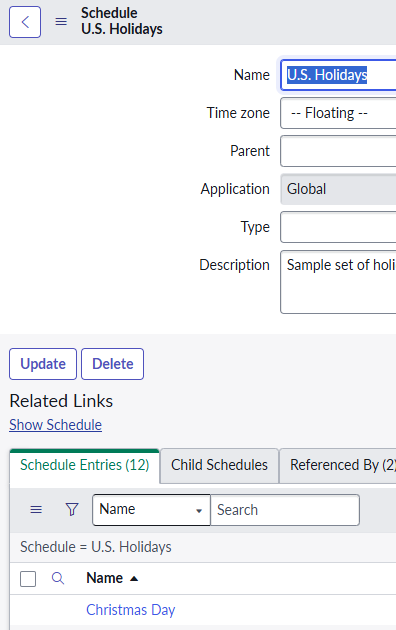 Schedule
U.S. Holidays
Name U.S. Holidays
Time zone -- Floating --
Parent
Application Global
Type
Description Sample set of holi
Update Delete
Related Links
Show Schedule
Schedule Entries (12) Child Schedules Referenced By (2)
Name Search
Schedule = U.S. Holidays
Name
Christmas Day